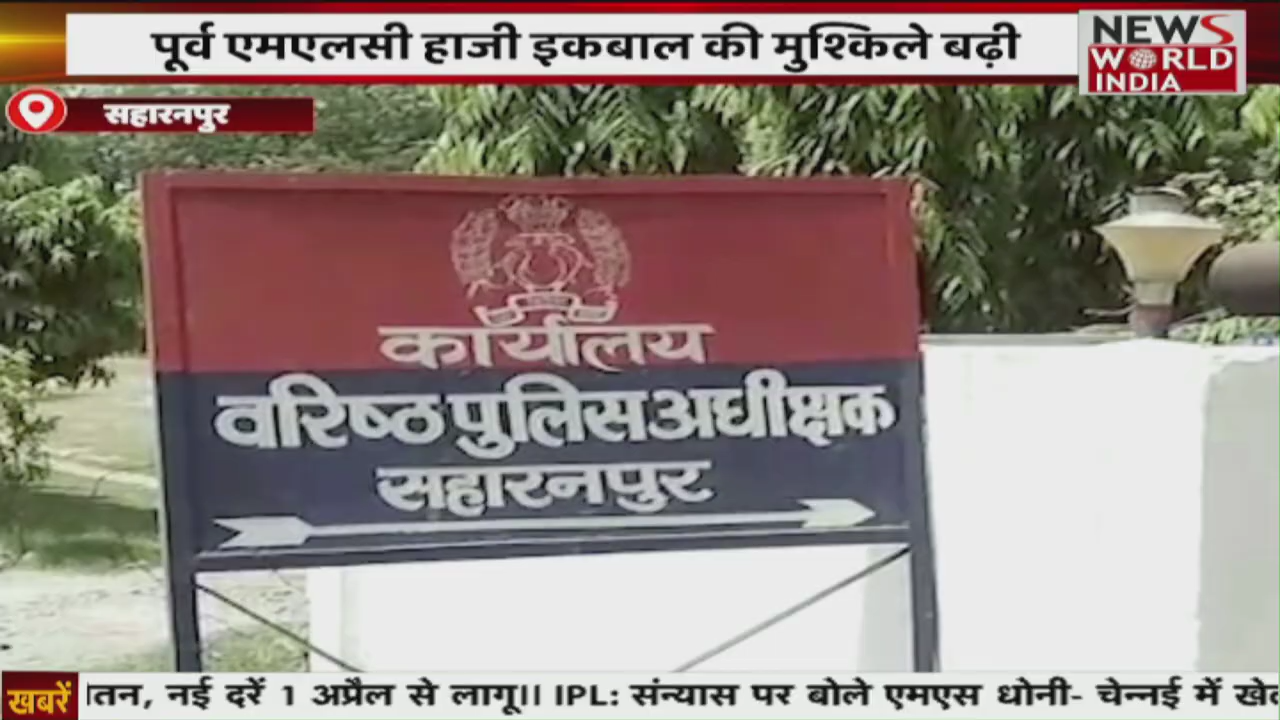 पूर्व एमएलसी हाजी इकबाल की मुश्किले बढ़ी
NEWS
WORLD
INDIA
सहारनपुर
कार्यालय
वरिष्ठ पुलिस अधीक्षक
सहारनपुर
खबरें
नई दरें 1 अप्रैल से लागू॥ IPL: संन्यास पर बोले एमएस धोनी- चेन्नई में